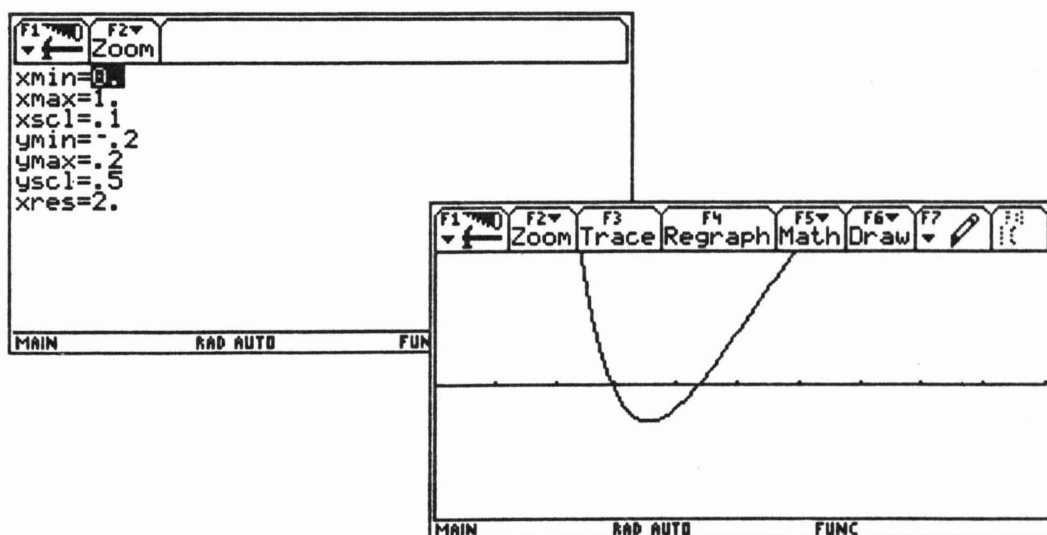 F1 F2
Zoom
xmin=0.
xmax=1.
xscl=.1
ymin=-.2
ymax=.2
yscl=.5
xres=2.
MAIN RAD AUTO FUN
F1 F2 F3 F4 F5 F6 F7
Zoom Trace Regraph Math Draw
MAIN RAD AUTO FUNC